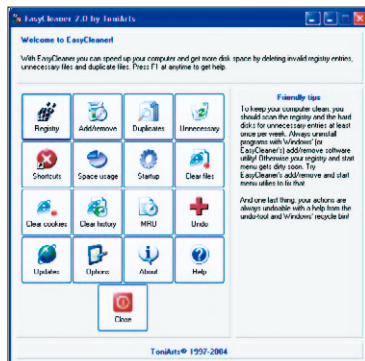 EasyCleaner 2.0 by ToniArts
Welcome to EasyCleaner!
With EasyCleaner you can speed up your computer and get more disk
space by deleting invalid registry entries,
unnecessary files and duplicate files. Press F1 at anytime to get help.
Registry
Add/remove
Duplicates
Unnecessary
Shortcuts
Space usage
Startup
Clear files
Clear cookies
Clear history
MRU
Undo
Updates
Options
About
Help
Close
Friendly tips
To keep your computer clean, you
should scan the registry and the hard
disks for unnecessary entries at least
once per week. Always uninstall
programs with Windows' (or
EasyCleaner's) add/remove software
utility! Otherwise your registry and start
menu gets dirty soon. Try
EasyCleaner's add/remove and start
menu utilies to fix that.
And one last thing, your actions are
always undoable with a help from the
undo-tool and Windows' recycle bin!
ToniArts® 1997-2004